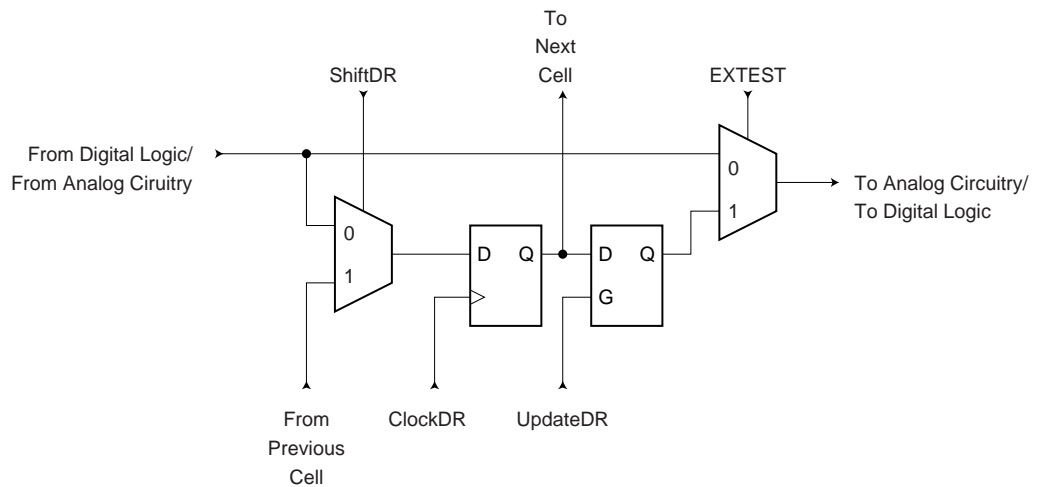 To
Next
Cell
ShiftDR
EXTEST
From Digital Logic/
From Analog Ciruitry
0
1
To Analog Circuitry/
To Digital Logic
0
1
D Q
D Q
G
From
Previous
Cell
ClockDR
UpdateDR